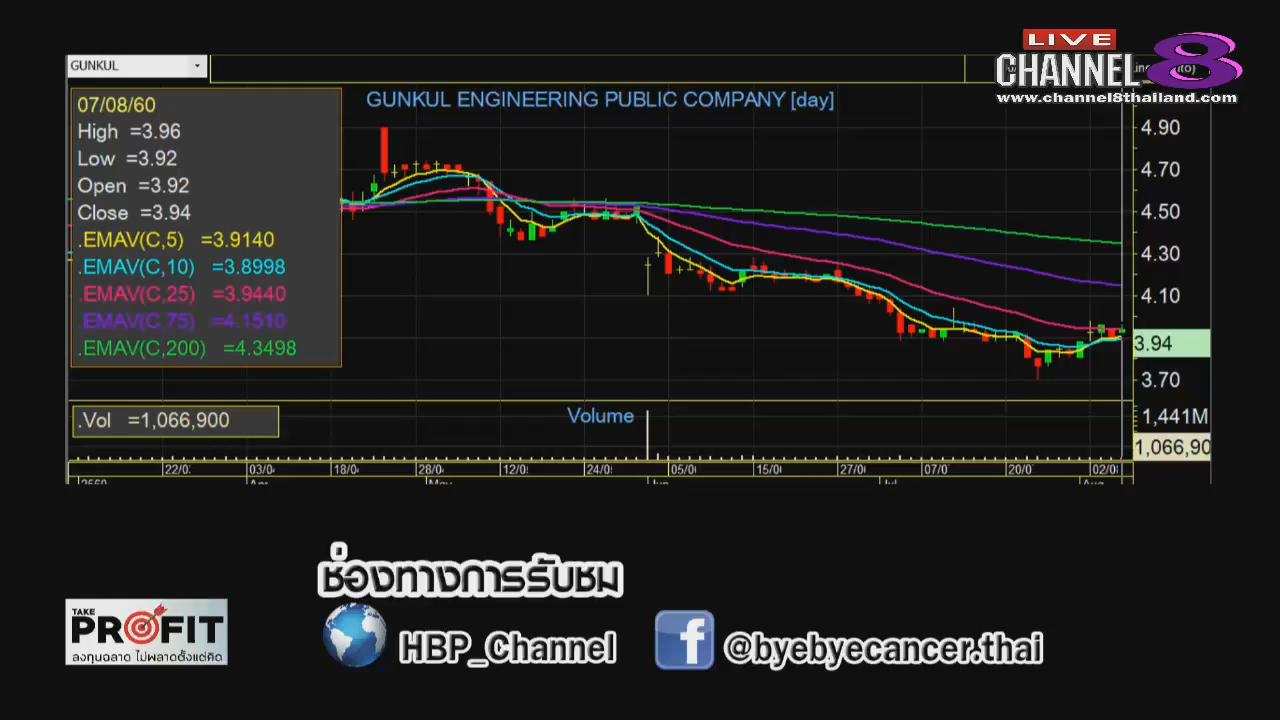 LIVE
CHANNEL 8
www.channel8thailand.com
GUNKUL
GUNKUL ENGINEERING PUBLIC COMPANY [day]
07/08/60
High =3.96
Low =3.92
Open =3.92
Close =3.94
.EMAV(C,5) =3.9140
.EMAV(C,10) =3.8998
.EMAV(C,25) =3.9440
.EMAV(C,75) =4.1510
.EMAV(C,200) =4.3498
4.90
4.70
4.50
4.30
4.10
3.94
3.70
.Vol =1,066,900
Volume
1,441M
1,066,90
22/0 03/0 18/0 28/0 12/0 24/0 05/0 15/0 27/0 07/0 20/0 02/0
2560 Apr May Jun Jul Aug
ช่องทางการรับชม
TAKE
PROFIT
ลงทุนฉลาด ไม่พลาดตั้งแต่คิด
HBP_Channel
@byebyecancer.thai